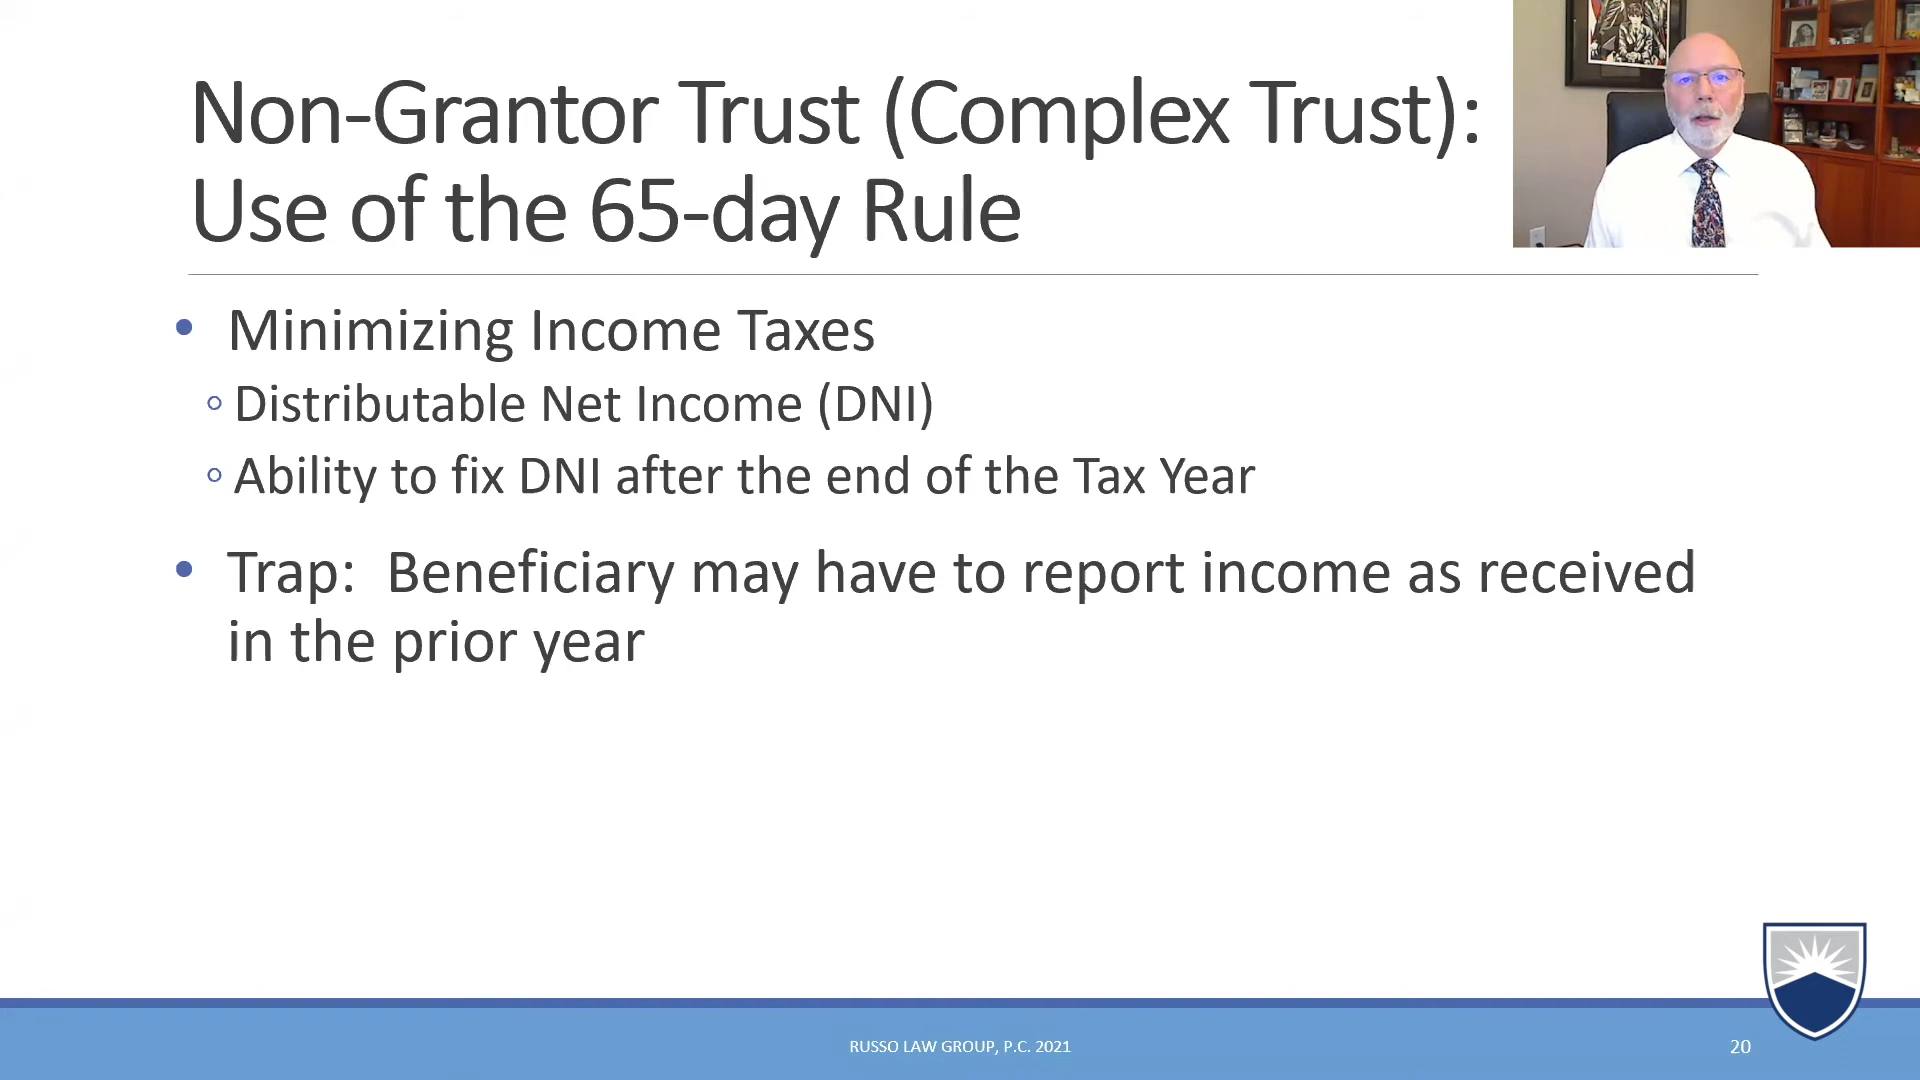 Non-Grantor Trust (Complex Trust):
Use of the 65-day Rule
• Minimizing Income Taxes
◦ Distributable Net Income (DNI)
◦ Ability to fix DNI after the end of the Tax Year
• Trap:  Beneficiary may have to report income as received
in the prior year
RUSSO LAW GROUP, P.C. 2021
20